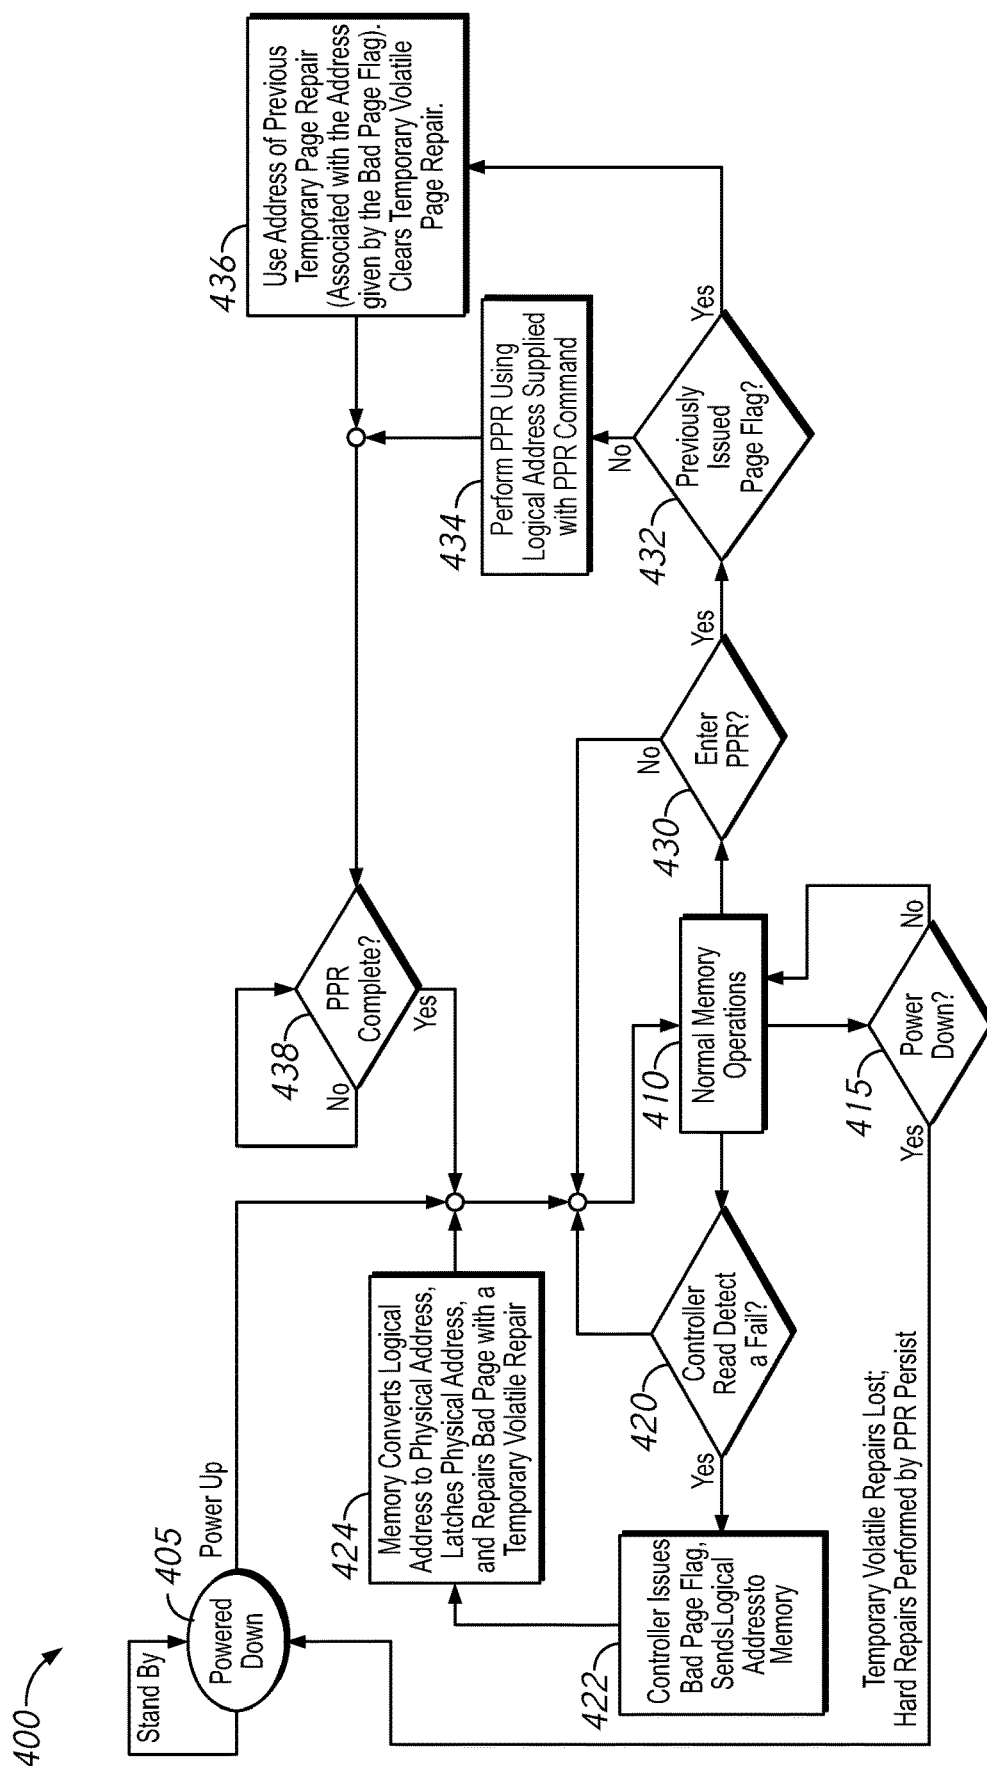 400
Stand By
Powered
Down
405
Power Up
424
Memory Converts Logical
Address to Physical Address,
Latches Physical Address,
and Repairs Bad Page with a
Temporary Volatile Repair
422
Controller Issues
Bad Page Flag,
SendsLogical
Addressto
Memory
Yes
420
Controller
Read Detect
a Fail?
410
Normal Memory
Operations
415
Power
Down?
Yes
No
Temporary Volatile Repairs Lost;
Hard Repairs Performed by PPR Persist
438
PPR
Complete?
No
Yes
430
Enter
PPR?
No
Yes
432
Previously
Issued
Page Flag?
No
Yes
434
Perform PPR Using
Logical Address Supplied
with PPR Command
436
Use Address of Previous
Temporary Page Repair
(Associated with the Address
given by the Bad Page Flag).
Clears Temporary Volatile
Page Repair.